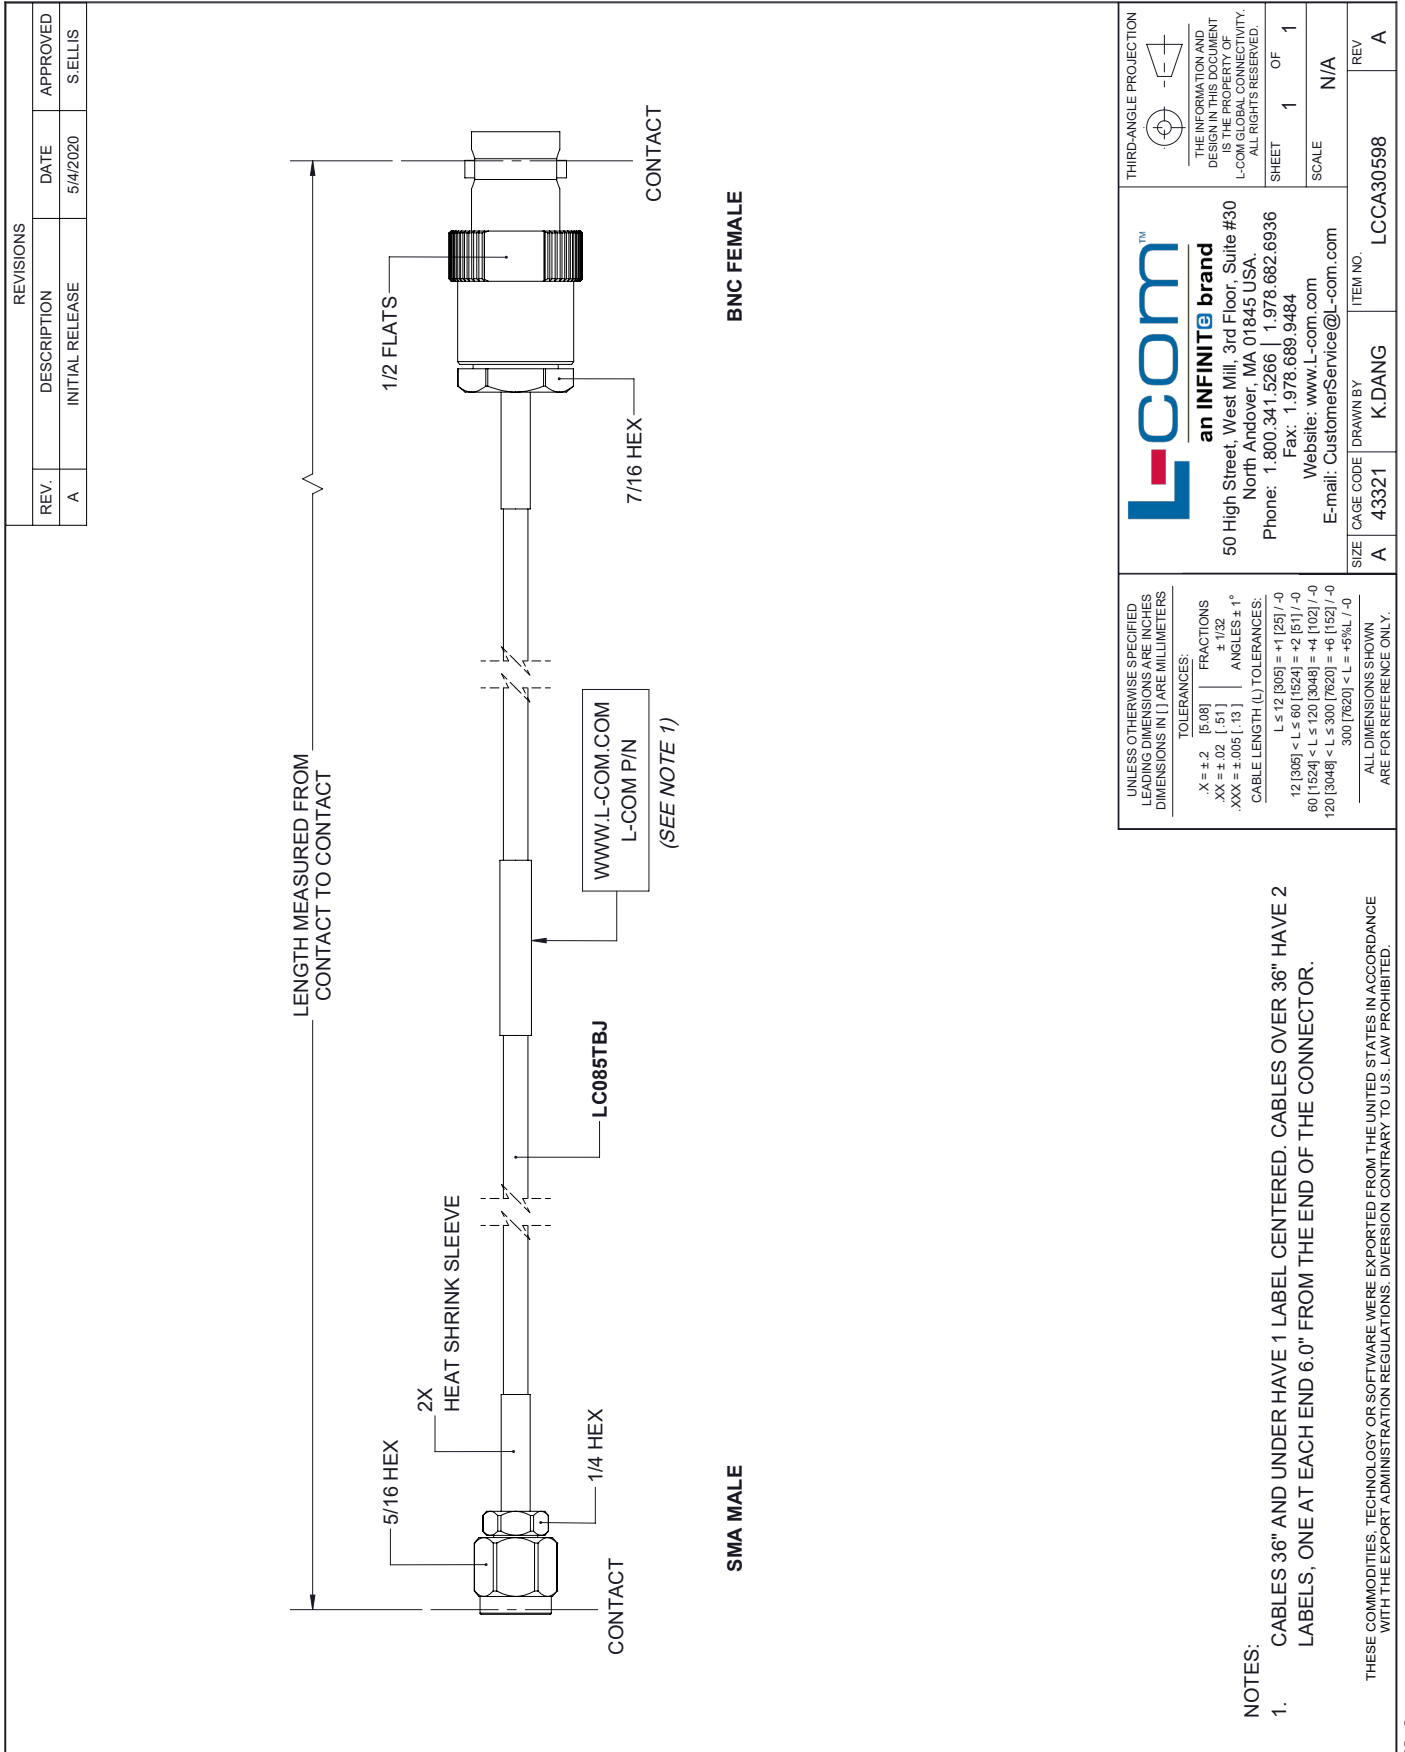 REVISIONS
REV. DESCRIPTION DATE APPROVED
A INITIAL RELEASE 5/4/2020 S.ELLIS
LENGTH MEASURED FROM
CONTACT TO CONTACT
5/16 HEX
2X
HEAT SHRINK SLEEVE
1/2 FLATS
1/4 HEX
CONTACT
LC085TBJ
WWW.L-COM.COM
L-COM P/N
(SEE NOTE 1)
7/16 HEX
CONTACT
SMA MALE
BNC FEMALE
NOTES:
1. CABLES 36" AND UNDER HAVE 1 LABEL CENTERED. CABLES OVER 36" HAVE 2
LABELS, ONE AT EACH END 6.0" FROM THE END OF THE CONNECTOR.
THESE COMMODITIES, TECHNOLOGY OR SOFTWARE WERE EXPORTED FROM THE UNITED STATES IN ACCORDANCE
WITH THE EXPORT ADMINISTRATION REGULATIONS. DIVERSION CONTRARY TO U.S. LAW PROHIBITED.
UNLESS OTHERWISE SPECIFIED
LEADING DIMENSIONS ARE INCHES
DIMENSIONS IN [ ] ARE MILLIMETERS
TOLERANCES:
.X = ± .2 [5.08] FRACTIONS
.XX = ± .02 [ .51 ] ± 1/32
.XXX = ± .005 [ .13 ] ANGLES ± 1°
CABLE LENGTH (L) TOLERANCES:
L ≤ 12 [305] = +1 [25] / -0
12 [305] < L ≤ 60 [1524] = +2 [51] / -0
60 [1524] < L ≤ 120 [3048] = +4 [102] / -0
120 [3048] < L ≤ 300 [7620] = +6 [152] / -0
300 [7620] < L = +5%L / -0
ALL DIMENSIONS SHOWN
ARE FOR REFERENCE ONLY.
L-com™
an INFINITe brand
50 High Street, West Mill, 3rd Floor, Suite #30
North Andover, MA 01845 USA.
Phone: 1.800.341.5266 | 1.978.682.6936
Fax: 1.978.689.9484
Website: www.L-com.com
E-mail: CustomerService@L-com.com
THIRD-ANGLE PROJECTION
THE INFORMATION AND
DESIGN IN THIS DOCUMENT
IS THE PROPERTY OF
L-COM GLOBAL CONNECTIVITY.
ALL RIGHTS RESERVED.
SHEET 1 OF 1
SCALE N/A
SIZE A
CAGE CODE 43321
DRAWN BY K.DANG
ITEM NO. LCCA30598
REV A